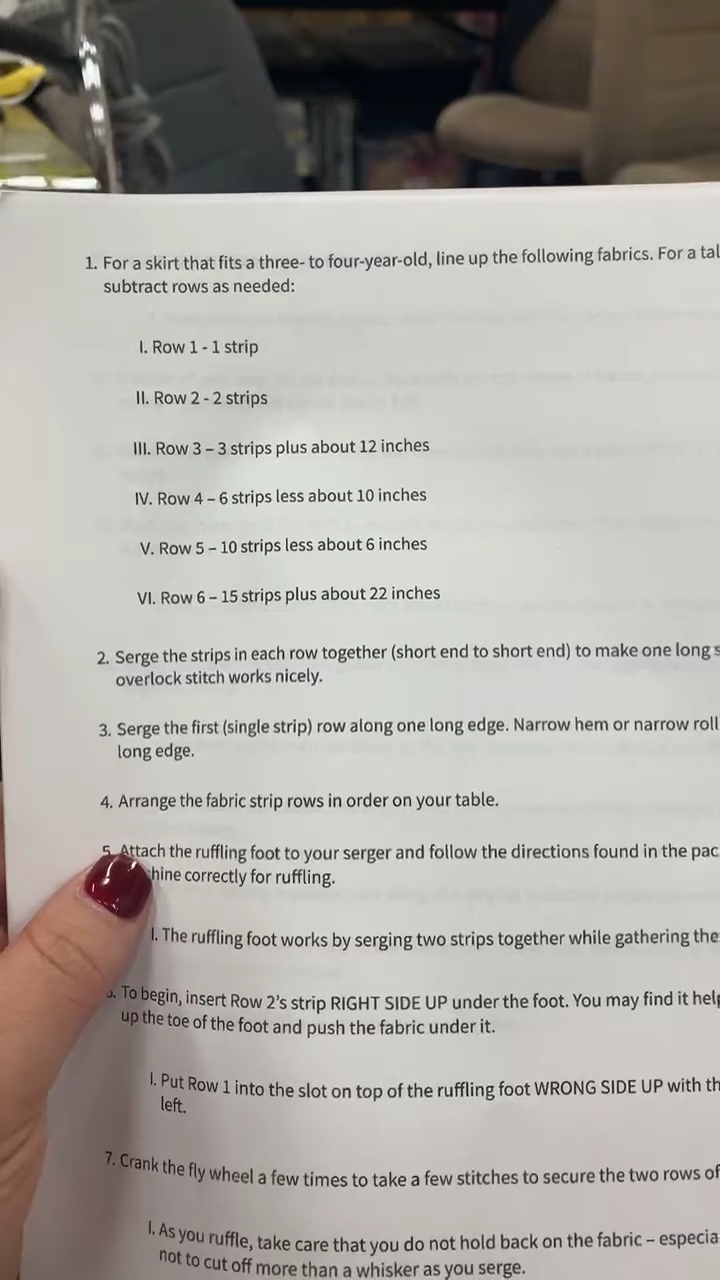 1. For a skirt that fits a three- to four-year-old, line up the following fabrics. For a
subtract rows as needed:
I. Row 1 - 1 strip
II. Row 2 - 2 strips
III. Row 3 – 3 strips plus about 12 inches
IV. Row 4 – 6 strips less about 10 inches
V. Row 5 – 10 strips less about 6 inches
VI. Row 6 – 15 strips plus about 22 inches
2. Serge the strips in each row together (short end to short end) to make one long
overlock stitch works nicely.
3. Serge the first (single strip) row along one long edge. Narrow hem or narrow roll
long edge.
4. Arrange the fabric strip rows in order on your table.
5. Attach the ruffling foot to your serger and follow the directions found in the
correctly for ruffling.
I. The ruffling foot works by serging two strips together while gathering the
To begin, insert Row 2's strip RIGHT SIDE UP under the foot. You may find it
up the toe of the foot and push the fabric under it.
I. Put Row 1 into the slot on top of the ruffling foot WRONG SIDE UP with
left.
7. Crank the fly wheel a few times to take a few stitches to secure the two rows of
I. As you ruffle, take care that you do not hold back on the fabric –
not to cut off more than a whisker as you serge.